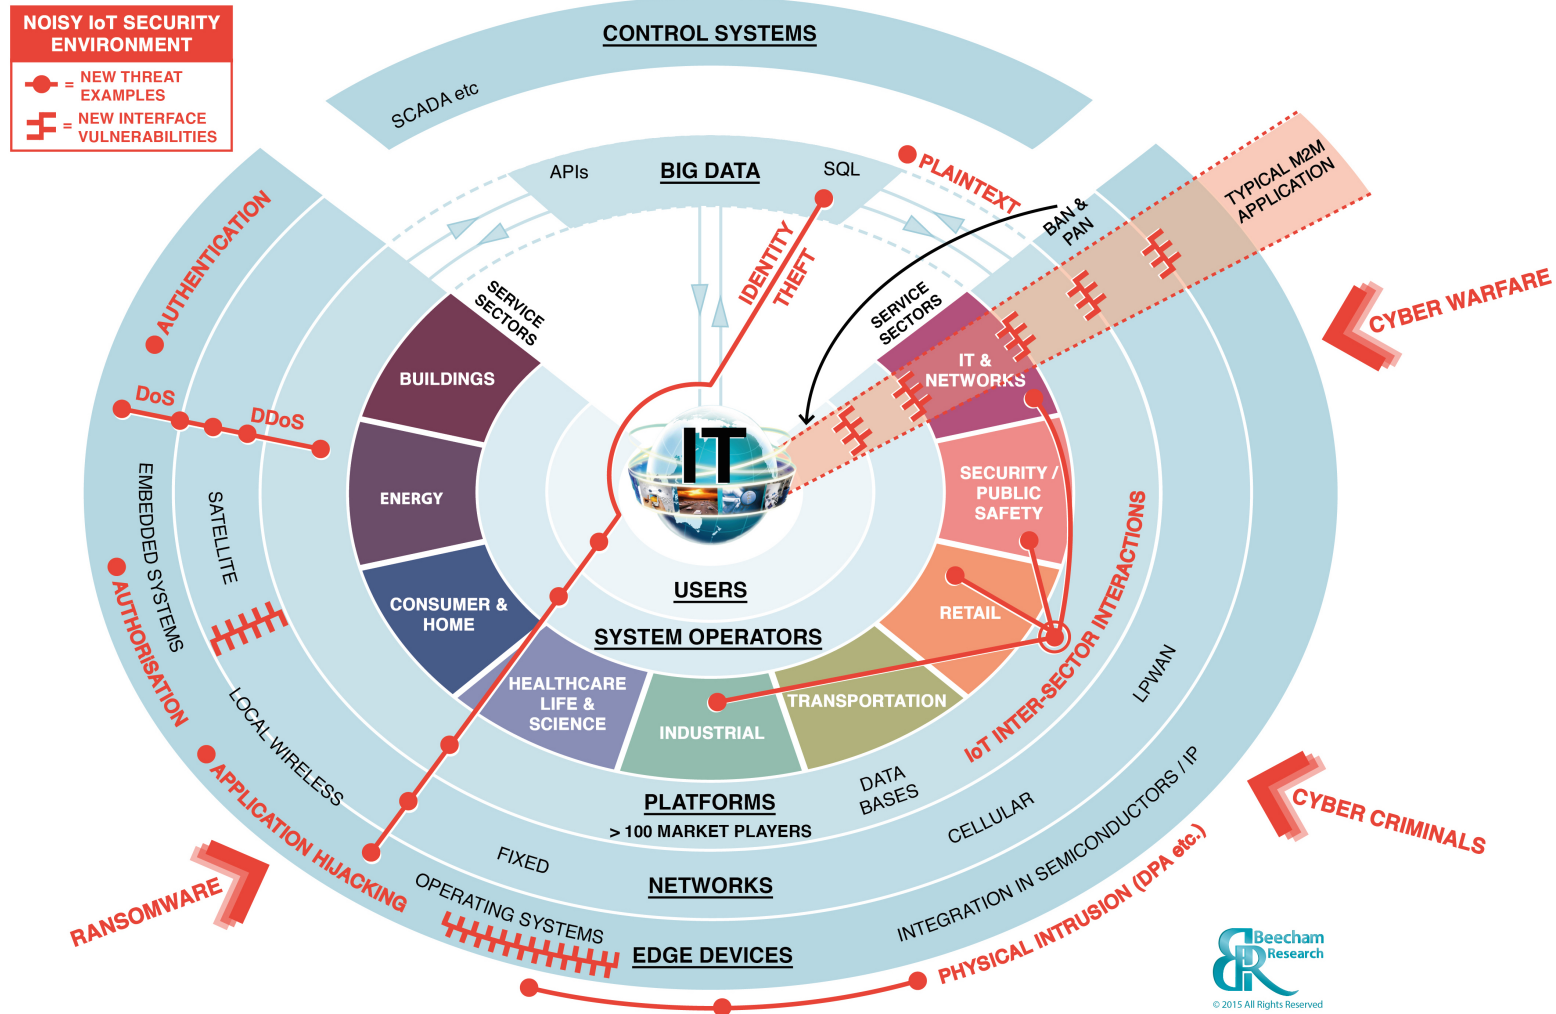 NOISY IoT SECURITY
ENVIRONMENT
= NEW THREAT
EXAMPLES
= NEW INTERFACE
VULNERABILITIES
CONTROL SYSTEMS
SCADA etc
APIs
BIG DATA
SQL
PLAINTEXT
BAN &
PAN
TYPICAL M2M
APPLICATION
AUTHENTICATION
IDENTITY
THEFT
SERVICE
SECTORS
SERVICE
SECTORS
CYBER WARFARE
BUILDINGS
IT &
NETWORKS
DoS
DDoS
IT
ENERGY
SECURITY /
PUBLIC
SAFETY
EMBEDDED SYSTEMS
SATELLITE
CONSUMER &
HOME
USERS
RETAIL
SYSTEM OPERATORS
IoT INTER-SECTOR INTERACTIONS
AUTHORISATION
HEALTHCARE
LIFE &
SCIENCE
INDUSTRIAL
TRANSPORTATION
LPWAN
LOCAL WIRELESS
PLATFORMS
> 100 MARKET PLAYERS
DATA
BASES
CELLULAR
APPLICATION HIJACKING
CYBER CRIMINALS
RANSOMWARE
FIXED
NETWORKS
OPERATING SYSTEMS
EDGE DEVICES
INTEGRATION IN SEMICONDUCTORS / IP
PHYSICAL INTRUSION (DPA etc.)
BR
Beecham
Research
© 2015 All Rights Reserved